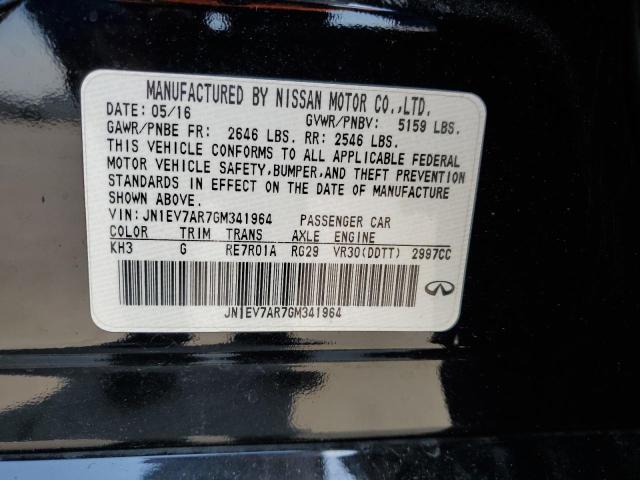 MANUFACTURED BY NISSAN MOTOR CO.,LTD.
DATE: 05/16 GVWR/PNBV: 5159 LBS.
GAWR/PNBE FR: 2646 LBS. RR: 2546 LBS.
THIS VEHICLE CONFORMS TO ALL APPLICABLE FEDERAL
MOTOR VEHICLE SAFETY,BUMPER,AND THEFT PREVENTION
STANDARDS IN EFFECT ON THE DATE OF MANUFACTURE
SHOWN ABOVE.
VIN: JN1EV7AR7GM341964 PASSENGER CAR
COLOR TRIM TRANS AXLE ENGINE
KH3 G RE7R01A RG29 VR30(DDTT) 2997CC
JN1EV7AR7GM341964